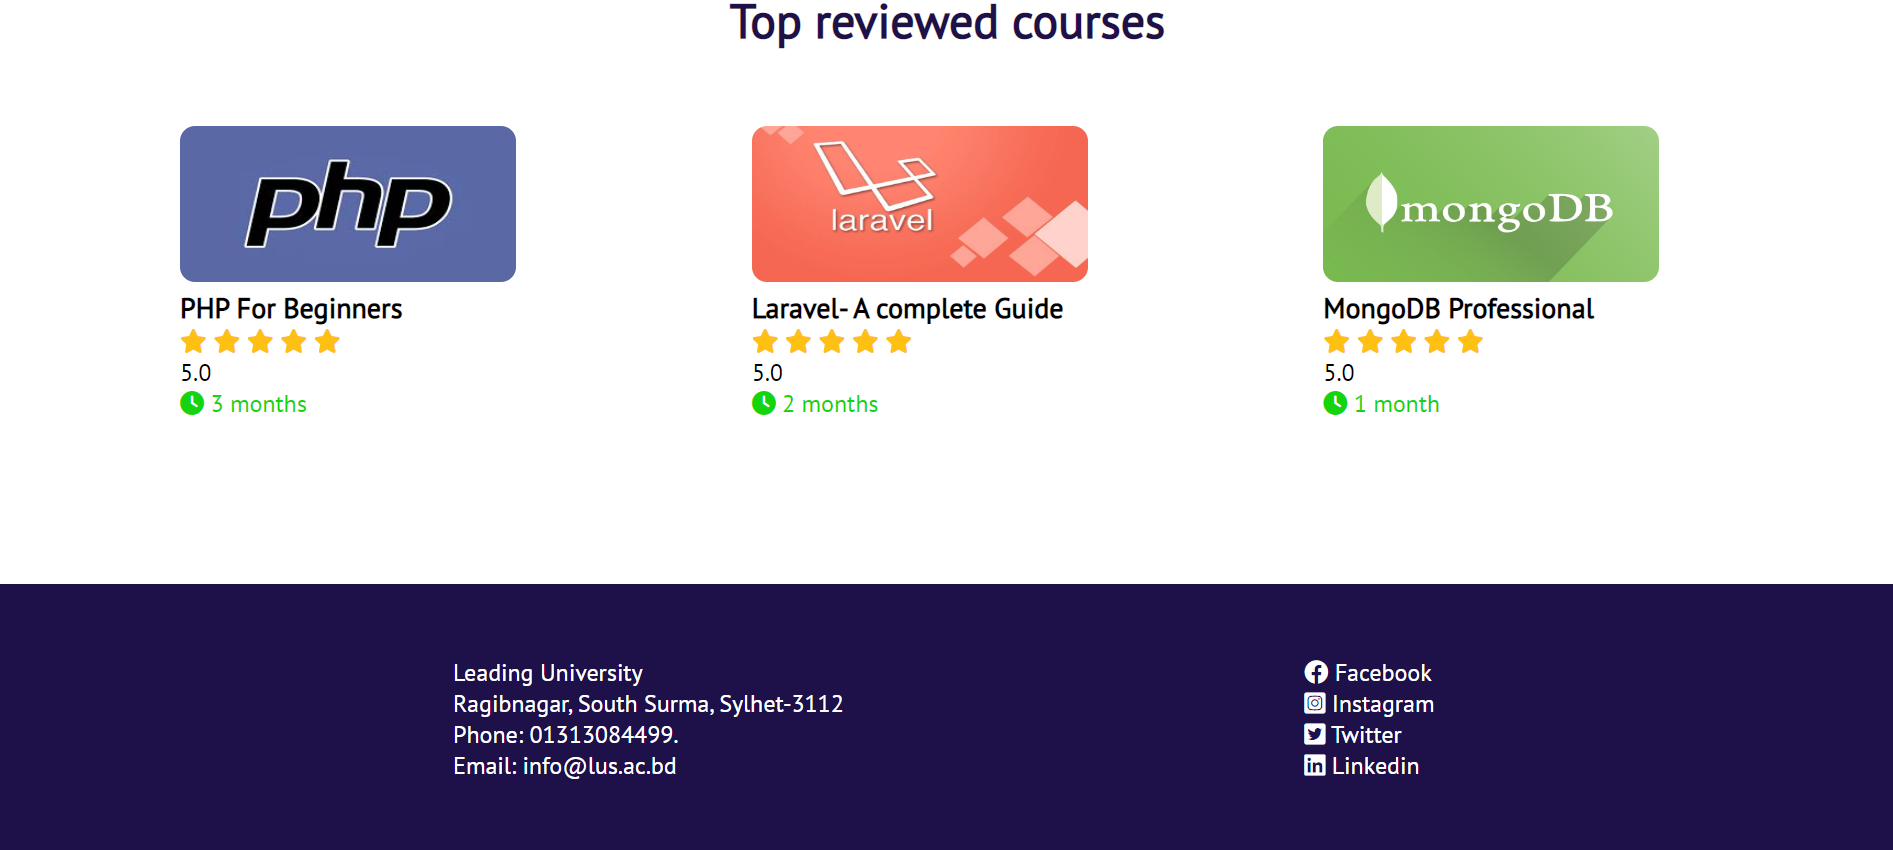 Top reviewed courses
php
laravel
mongoDB
PHP For Beginners
5.0
3 months
Laravel- A complete Guide
5.0
2 months
MongoDB Professional
5.0
1 month
Leading University
Ragibnagar, South Surma, Sylhet-3112
Phone: 01313084499.
Email: info@lus.ac.bd
Facebook
Instagram
Twitter
Linkedin